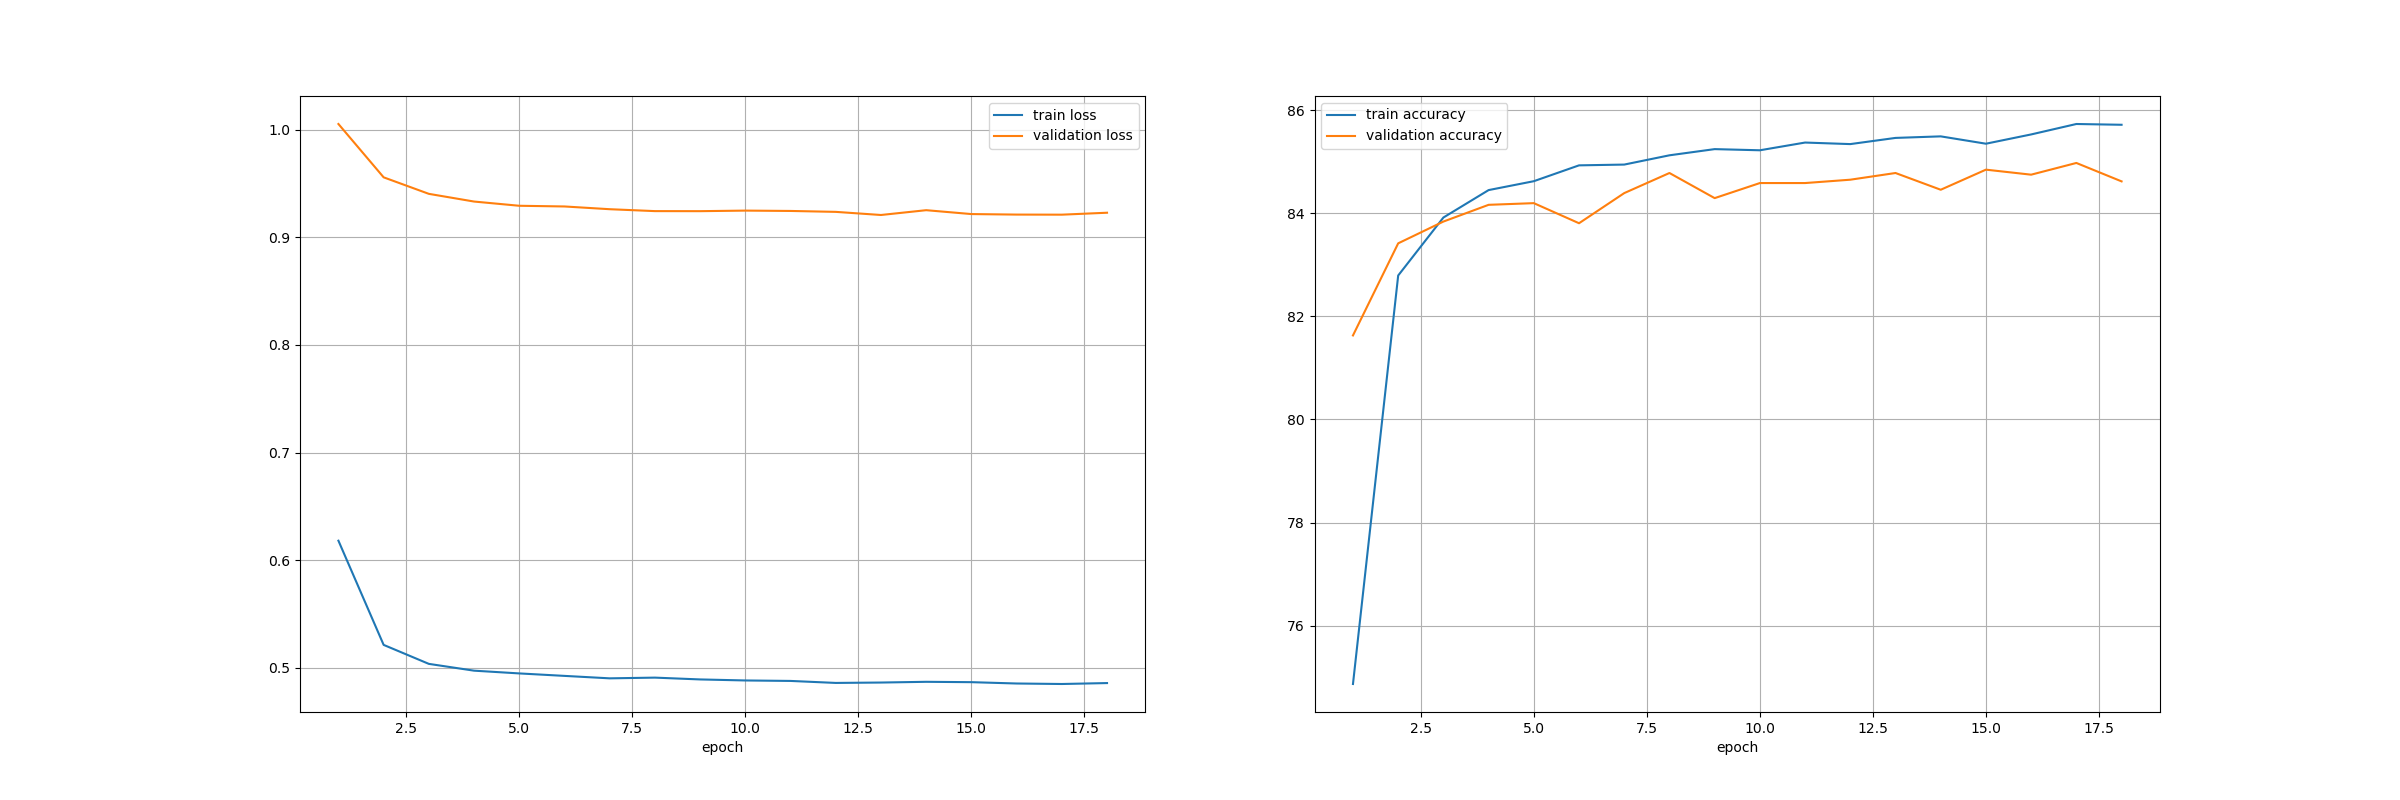 train loss
validation loss
1.0
0.9
0.8
0.7
0.6
0.5
2.5 5.0 7.5 10.0 12.5 15.0 17.5
epoch
train accuracy
validation accuracy
86
84
82
80
78
76
2.5 5.0 7.5 10.0 12.5 15.0 17.5
epoch